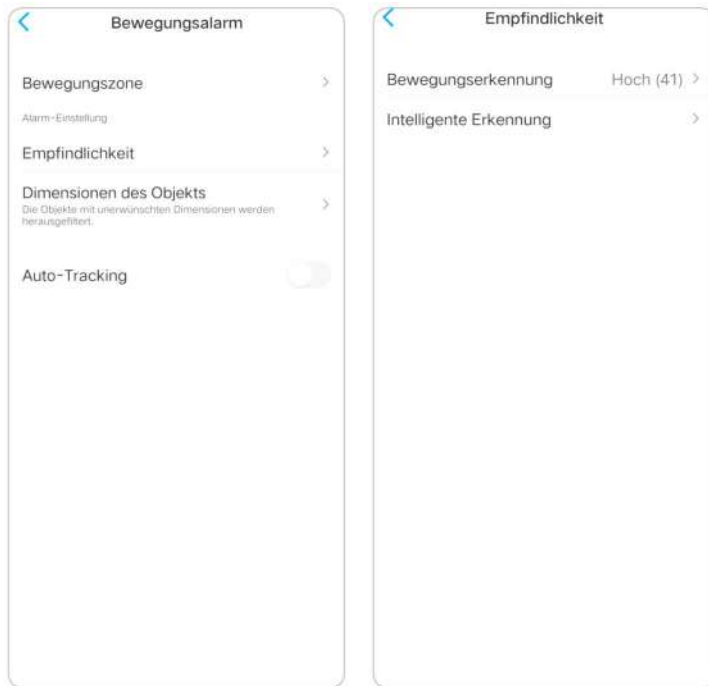 Bewegungsalarm
Bewegungszone
Alarm-Einstellung
Empfindlichkeit
Dimensionen des Objekts
Die Objekte mit unerwünschten Dimensionen werden
herausgefiltert.
Auto-Tracking
Empfindlichkeit
Bewegungserkennung Hoch (41)
Intelligente Erkennung